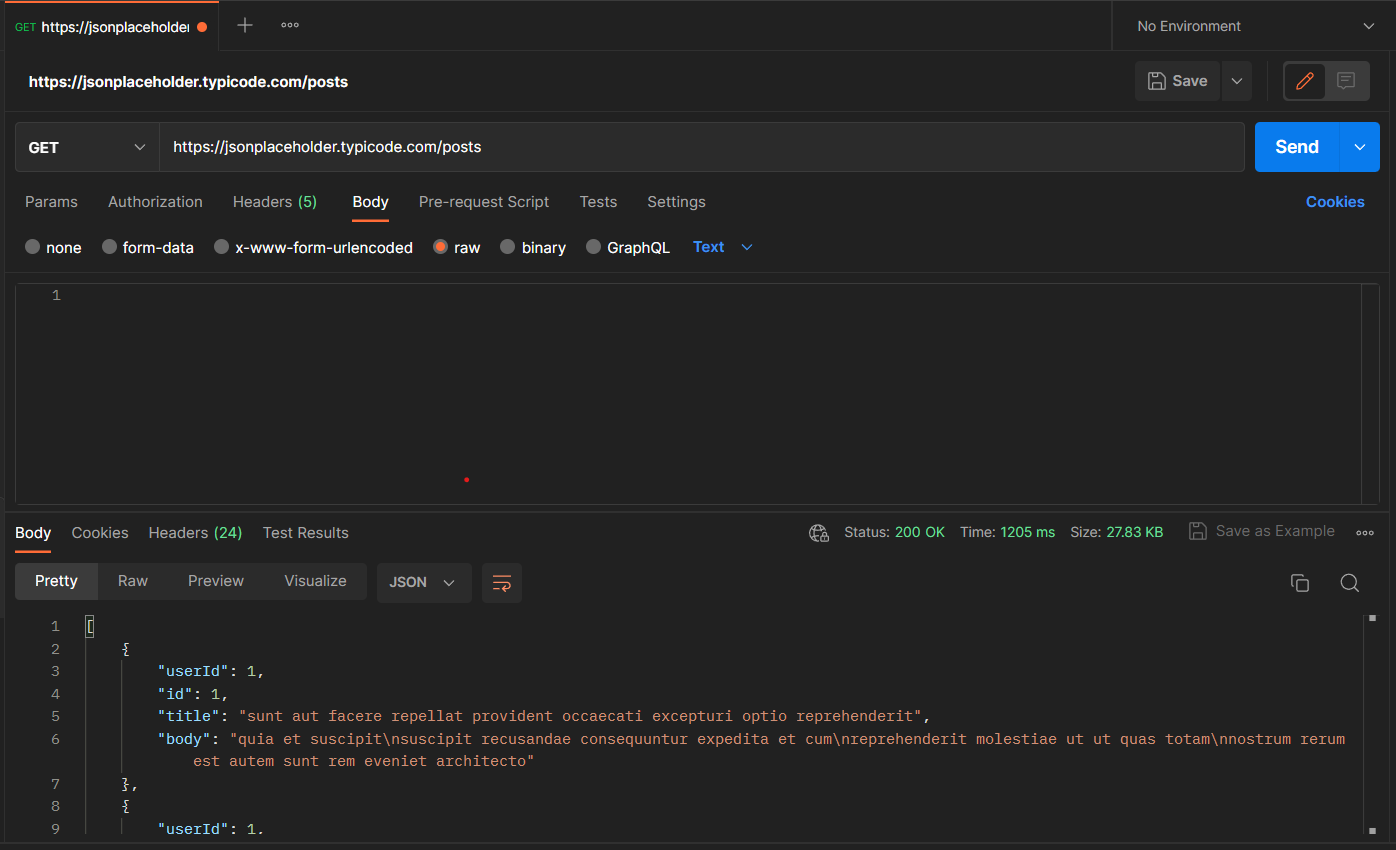 GET https://jsonplaceholder
No Environment
https://jsonplaceholder.typicode.com/posts
Save
GET https://jsonplaceholder.typicode.com/posts Send
Params Authorization Headers (5) Body Pre-request Script Tests Settings Cookies
none form-data x-www-form-urlencoded raw binary GraphQL Text
1
Body Cookies Headers (24) Test Results Status: 200 OK Time: 1205 ms Size: 27.83 KB Save as Example
Pretty Raw Preview Visualize JSON
1 [
2 {
3 "userId": 1,
4 "id": 1,
5 "title": "sunt aut facere repellat provident occaecati excepturi optio reprehenderit",
6 "body": "quia et suscipit\nsuscipit recusandae consequuntur expedita et cum\nreprehenderit molestiae ut ut quas totam\nnostrum rerum
est autem sunt rem eveniet architecto"
7 },
8 {
9 "userId": 1,